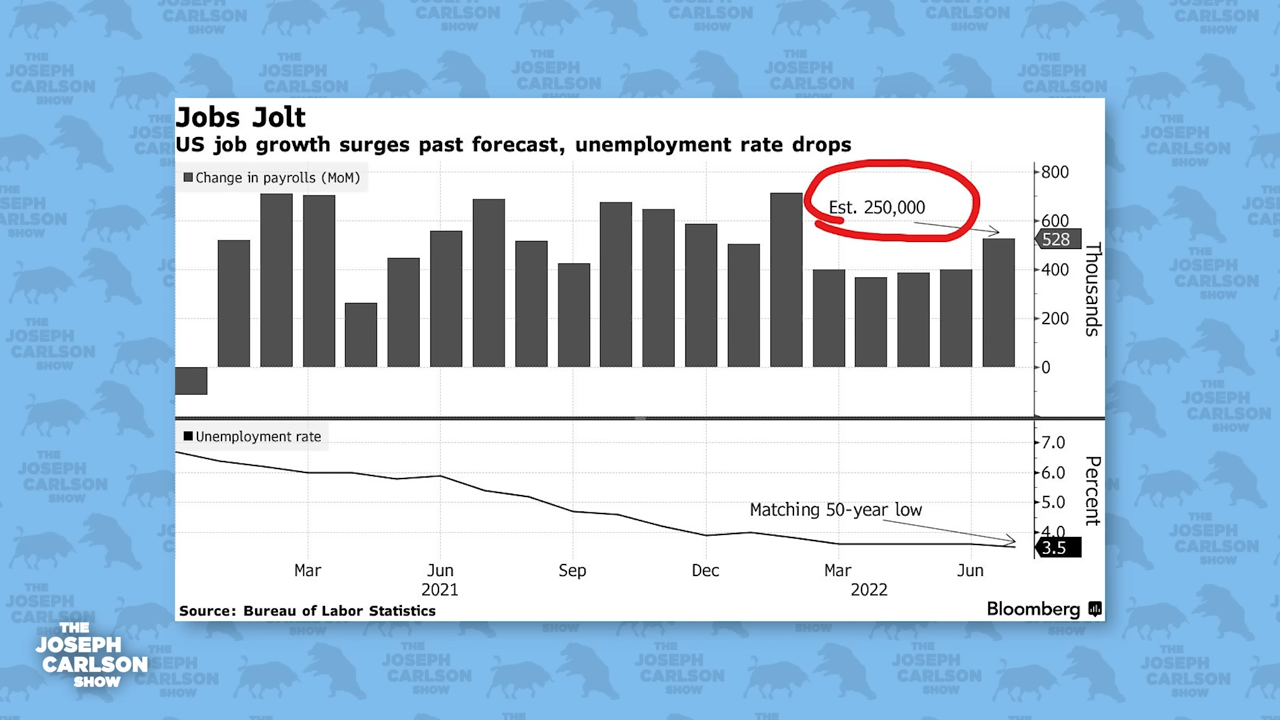 Jobs Jolt
US job growth surges past forecast, unemployment rate drops
Change in payrolls (MoM)
Est. 250,000
800
600
528
400
200
0
Thousands
Unemployment rate
7.0
6.0
5.0
4.0
3.5
Percent
Matching 50-year low
Mar
Jun
Sep
Dec
Mar
Jun
2021
2022
Source: Bureau of Labor Statistics
Bloomberg
THE
JOSEPH
CARLSON
SHOW